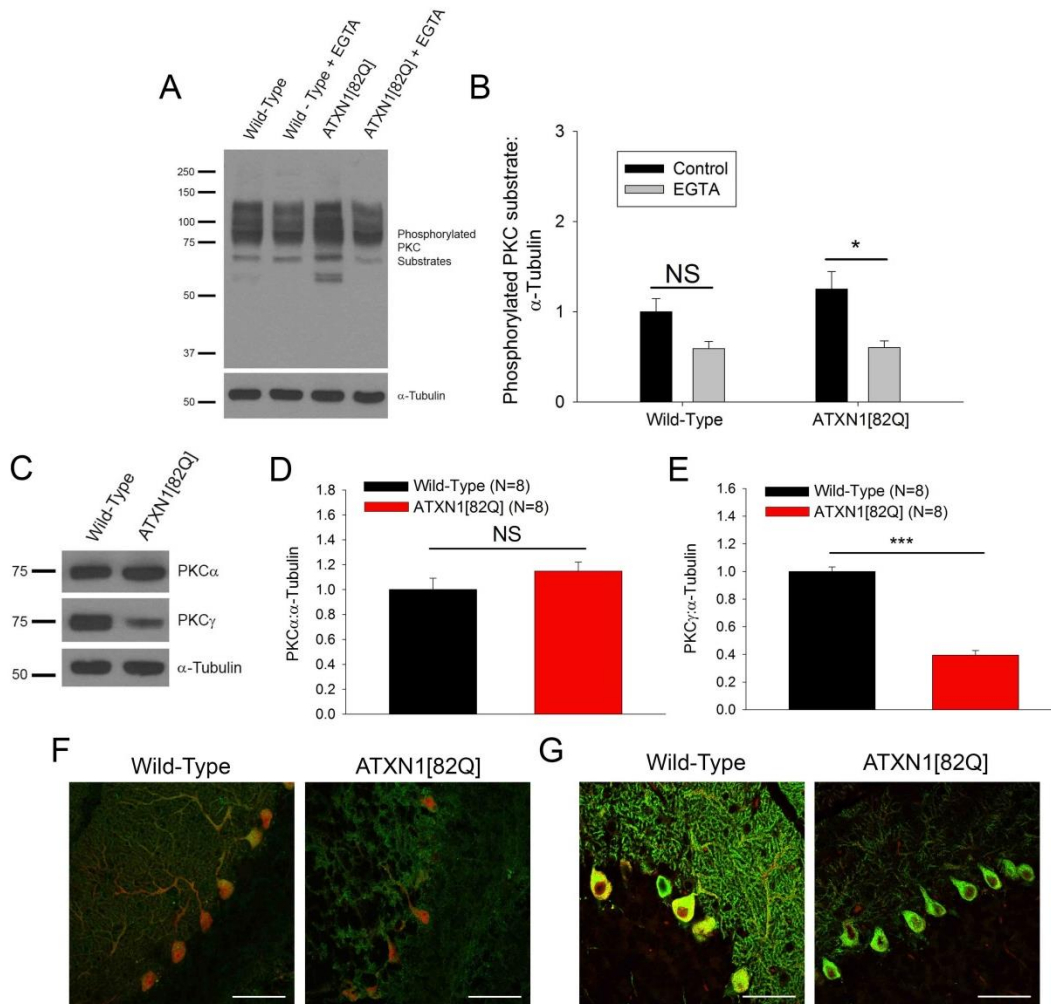 A
Wild-Type
Wild - Type + EGTA
ATXN1[82Q]
ATXN1[82Q] + EGTA
250
150
100
75
50
37
50
Phosphorylated
PKC
Substrates
α-Tubulin
B
Phosphorylated PKC substrate:
α-Tubulin
3
2
1
0
Control
EGTA
NS
*
Wild-Type
ATXN1[82Q]
C
Wild-Type
ATXN1[82Q]
75
PKCα
75
PKCγ
50
α-Tubulin
D
Wild-Type (N=8)
ATXN1[82Q] (N=8)
PKCα:α-Tubulin
1.8
1.6
1.4
1.2
1.0
0.8
0.6
0.4
0.2
0.0
NS
E
Wild-Type (N=8)
ATXN1[82Q] (N=8)
PKCγ:α-Tubulin
1.6
1.4
1.2
1.0
0.8
0.6
0.4
0.2
0.0
***
F
Wild-Type
ATXN1[82Q]
G
Wild-Type
ATXN1[82Q]